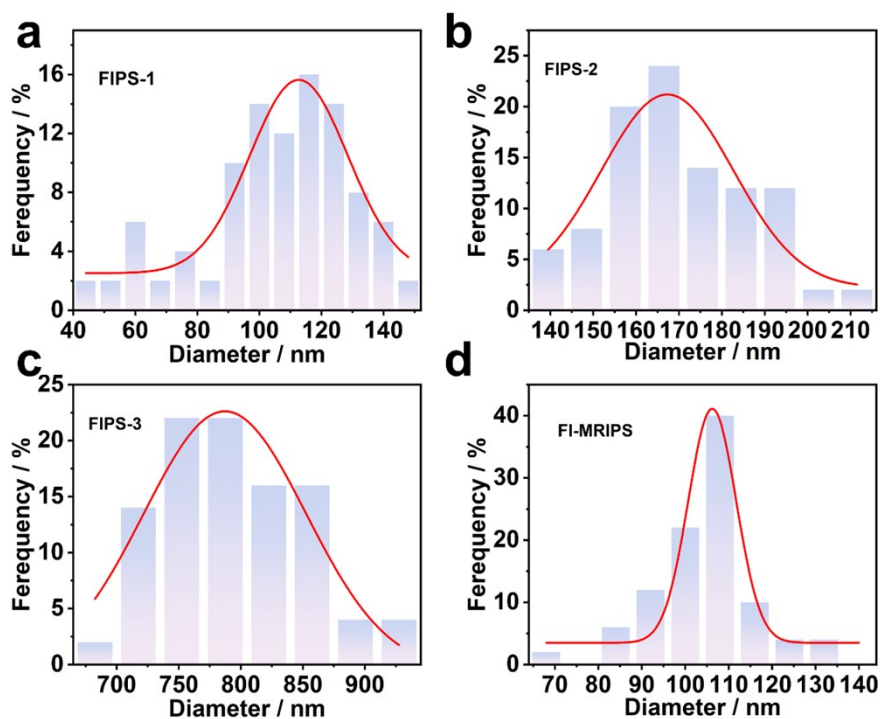 a
FIPS-1
Ferequency / %
16
12
8
4
0
40 60 80 100 120 140
Diameter / nm
b
FIPS-2
Ferequency / %
25
20
15
10
5
0
140 150 160 170 180 190 200 210
Diameter / nm
c
FIPS-3
Ferequency / %
25
20
15
10
5
0
700 750 800 850 900
Diameter / nm
d
FI-MRIPS
Ferequency / %
40
30
20
10
0
70 80 90 100 110 120 130 140
Diameter / nm